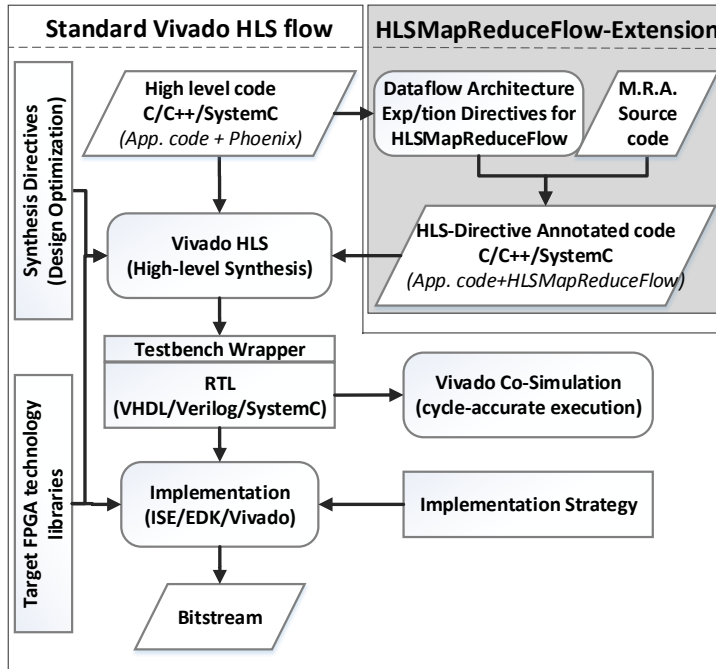 Standard Vivado HLS flow
HLSMapReduceFlow-Extension
Synthesis Directives
(Design Optimization)
High level code
C/C++/SystemC
(App. code + Phoenix)
Dataflow Architecture
Exp/tion Directives for
HLSMapReduceFlow
M.R.A.
Source
code
Vivado HLS
(High-level Synthesis)
HLS-Directive Annotated code
C/C++/SystemC
(App. code+HLSMapReduceFlow)
Testbench Wrapper
RTL
(VHDL/Verilog/SystemC)
Vivado Co-Simulation
(cycle-accurate execution)
Target FPGA technology
libraries
Implementation
(ISE/EDK/Vivado)
Implementation Strategy
Bitstream